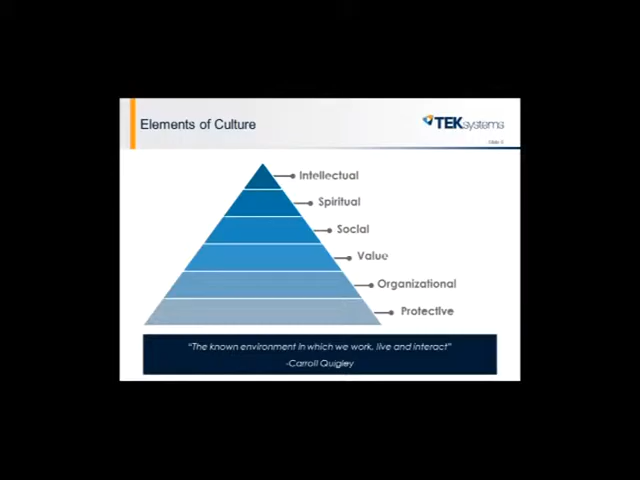 Elements of Culture
TEKsystems
Intellectual
Spiritual
Social
Value
Organizational
Protective
"The known environment in which we work, live and interact"
-Carroll Quigley